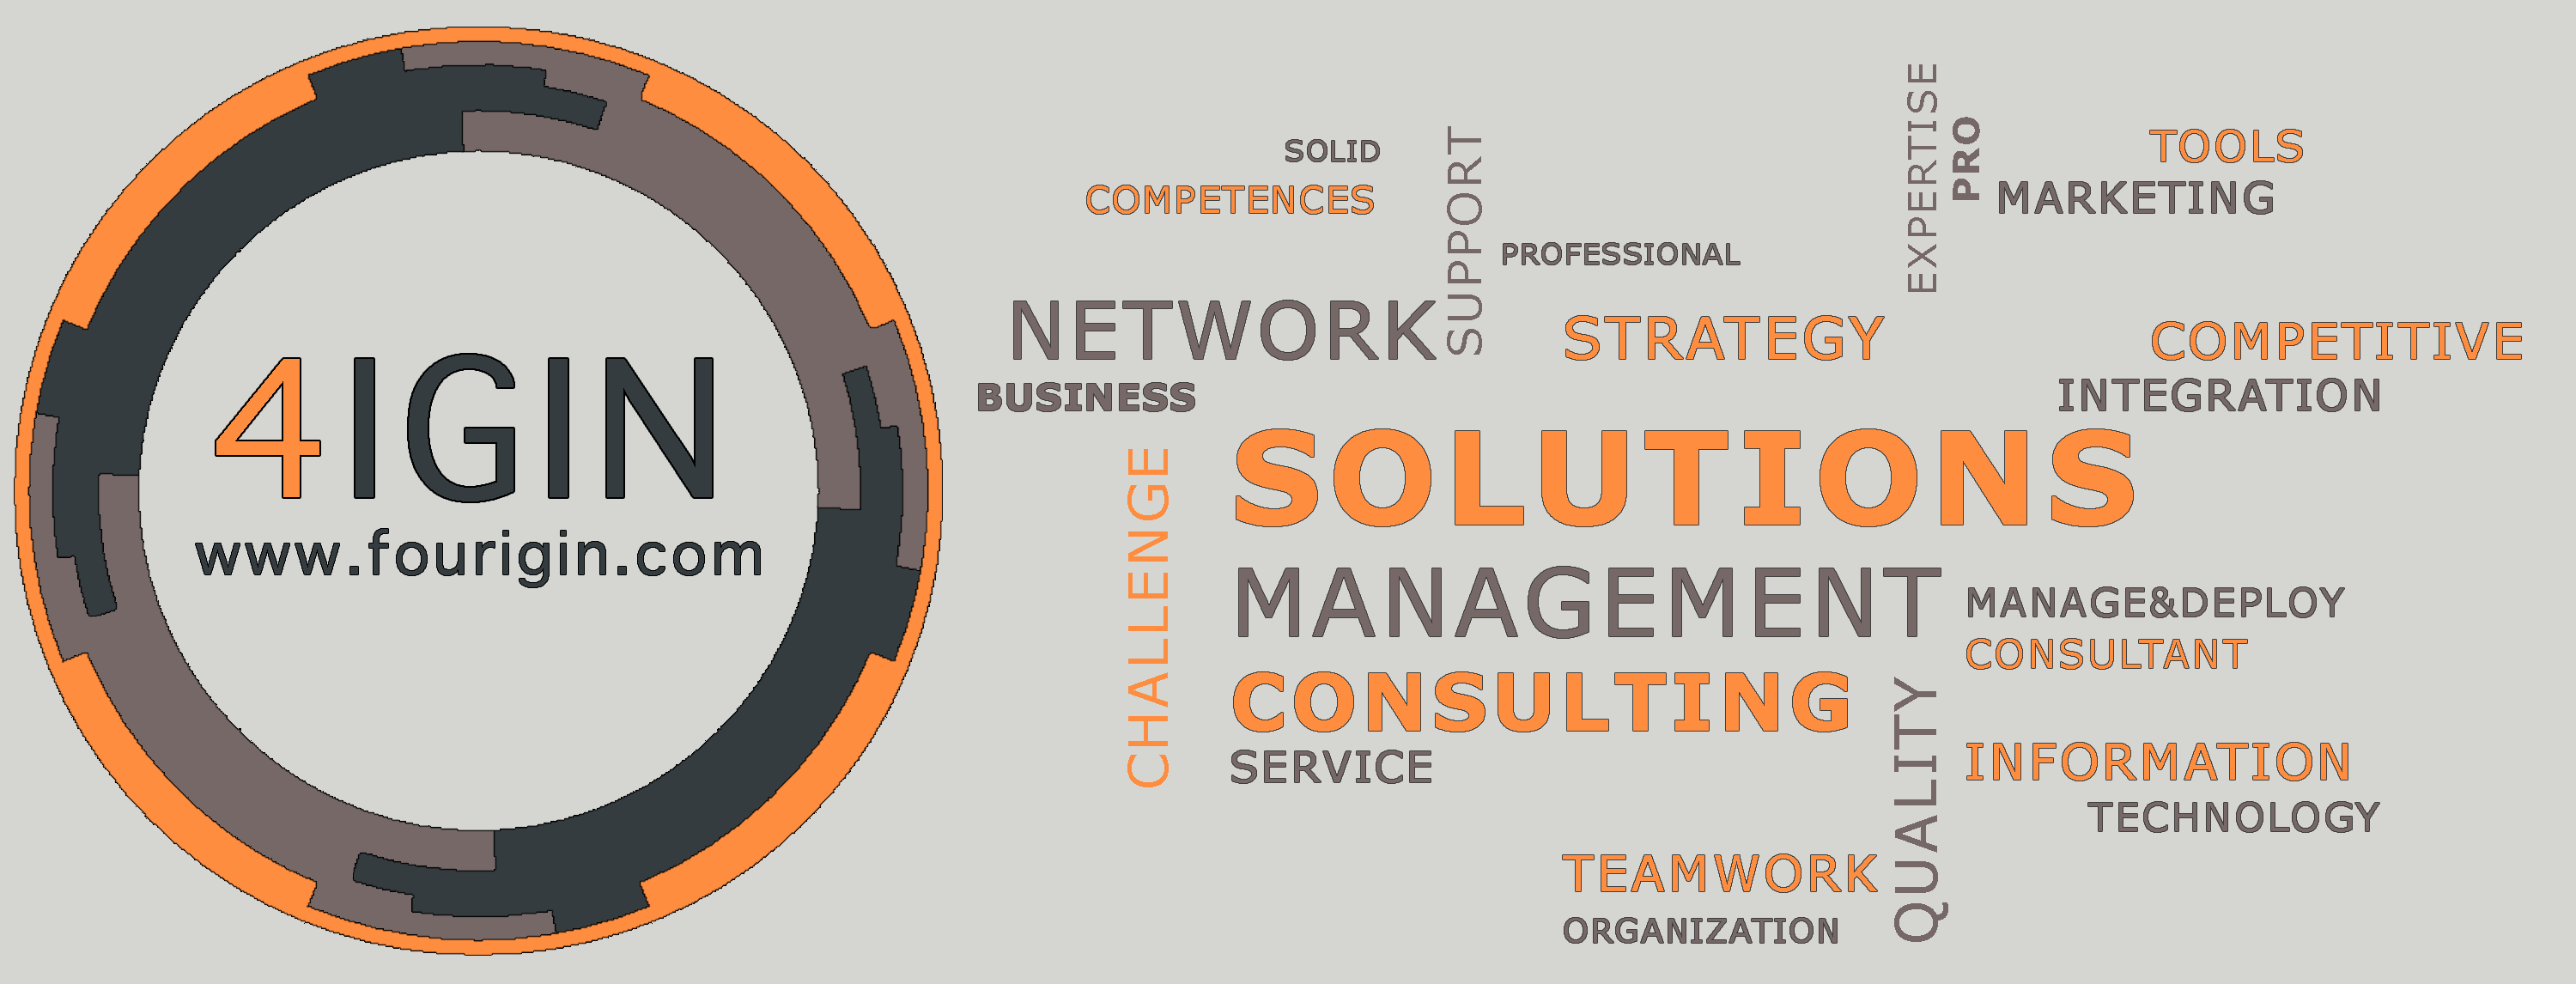 4IGIN
www.fourigin.com
SOLID
COMPETENCES
SUPPORT
PROFESSIONAL
EXPERTISE
PRO
TOOLS
MARKETING
NETWORK
BUSINESS
STRATEGY
COMPETITIVE
INTEGRATION
SOLUTIONS
CHALLENGE
MANAGEMENT
MANAGE&DEPLOY
CONSULTANT
CONSULTING
SERVICE
QUALITY
INFORMATION
TECHNOLOGY
TEAMWORK
ORGANIZATION